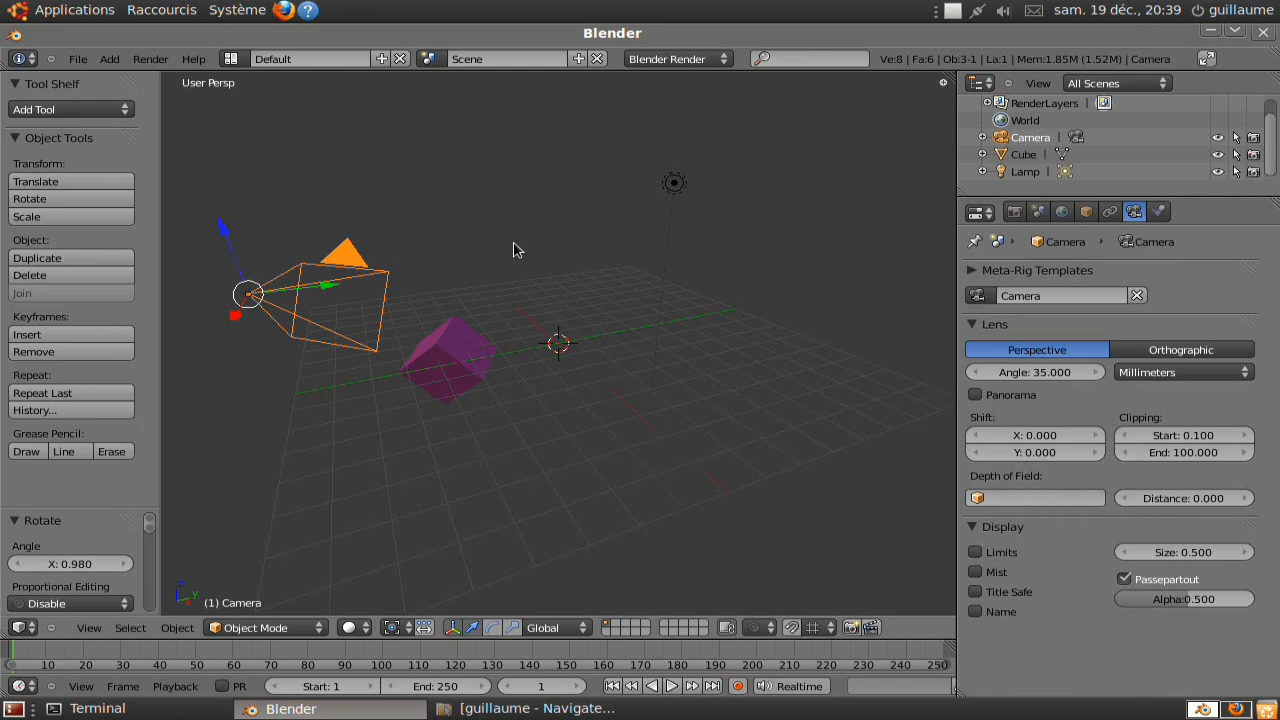 Applications Raccourcis Système ? sam. 19 déc., 20:39 guillaume
Blender
File Add Render Help Default Scene Blender Render Ve:8 | Fa:6 | Ob:3-1 | La:1 | Mem:1.85M (1.52M) | Camera
Tool Shelf
Add Tool
Object Tools
Transform:
Translate
Rotate
Scale
Object:
Duplicate
Delete
Join
Keyframes:
Insert
Remove
Repeat:
Repeat Last
History...
Grease Pencil:
Draw Line Erase
Rotate
Angle
X: 0.980
Proportional Editing
Disable
User Persp
z
y
(1) Camera
View Select Object Object Mode Global
View All Scenes
RenderLayers |
World
Camera |
Cube |
Lamp |
Camera Camera
Meta-Rig Templates
Camera
Lens
Perspective Orthographic
Angle: 35.000 Millimeters
Panorama
Shift: Clipping:
X: 0.000 Start: 0.100
Y: 0.000 End: 100.000
Depth of Field:
Distance: 0.000
Display
Limits Size: 0.500
Mist Passepartout
Title Safe Alpha:0.500
Name
10 20 30 40 50 60 70 80 90 100 110 120 130 140 150 160 170 180 190 200 210 220 230 240 250
View Frame Playback PR Start: 1 End: 250 1 Realtime
Terminal Blender [guillaume - Navigate...